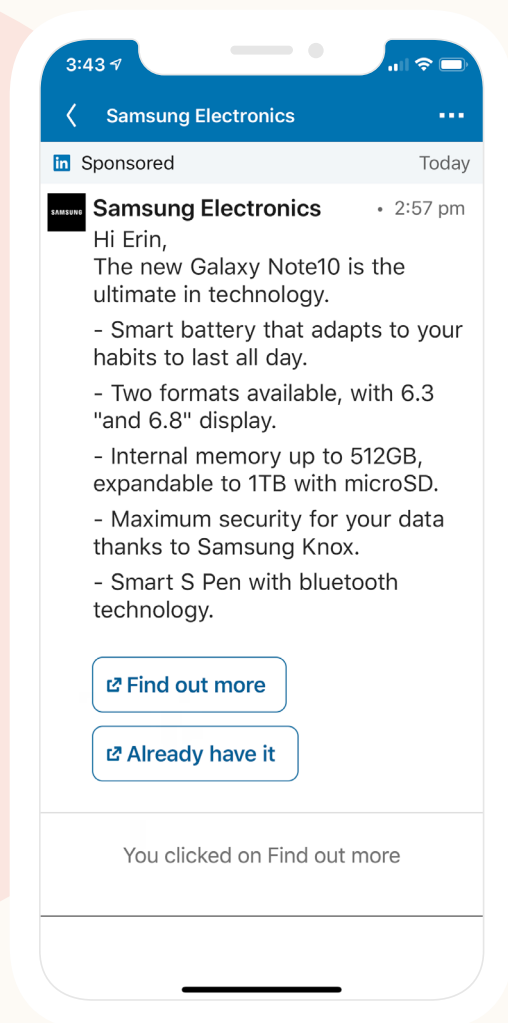 3:43
Samsung Electronics
in Sponsored Today
SAMSUNG
Samsung Electronics • 2:57 pm
Hi Erin,
The new Galaxy Note10 is the
ultimate in technology.
- Smart battery that adapts to your
habits to last all day.
- Two formats available, with 6.3
"and 6.8" display.
- Internal memory up to 512GB,
expandable to 1TB with microSD.
- Maximum security for your data
thanks to Samsung Knox.
- Smart S Pen with bluetooth
technology.
Find out more
Already have it
You clicked on Find out more